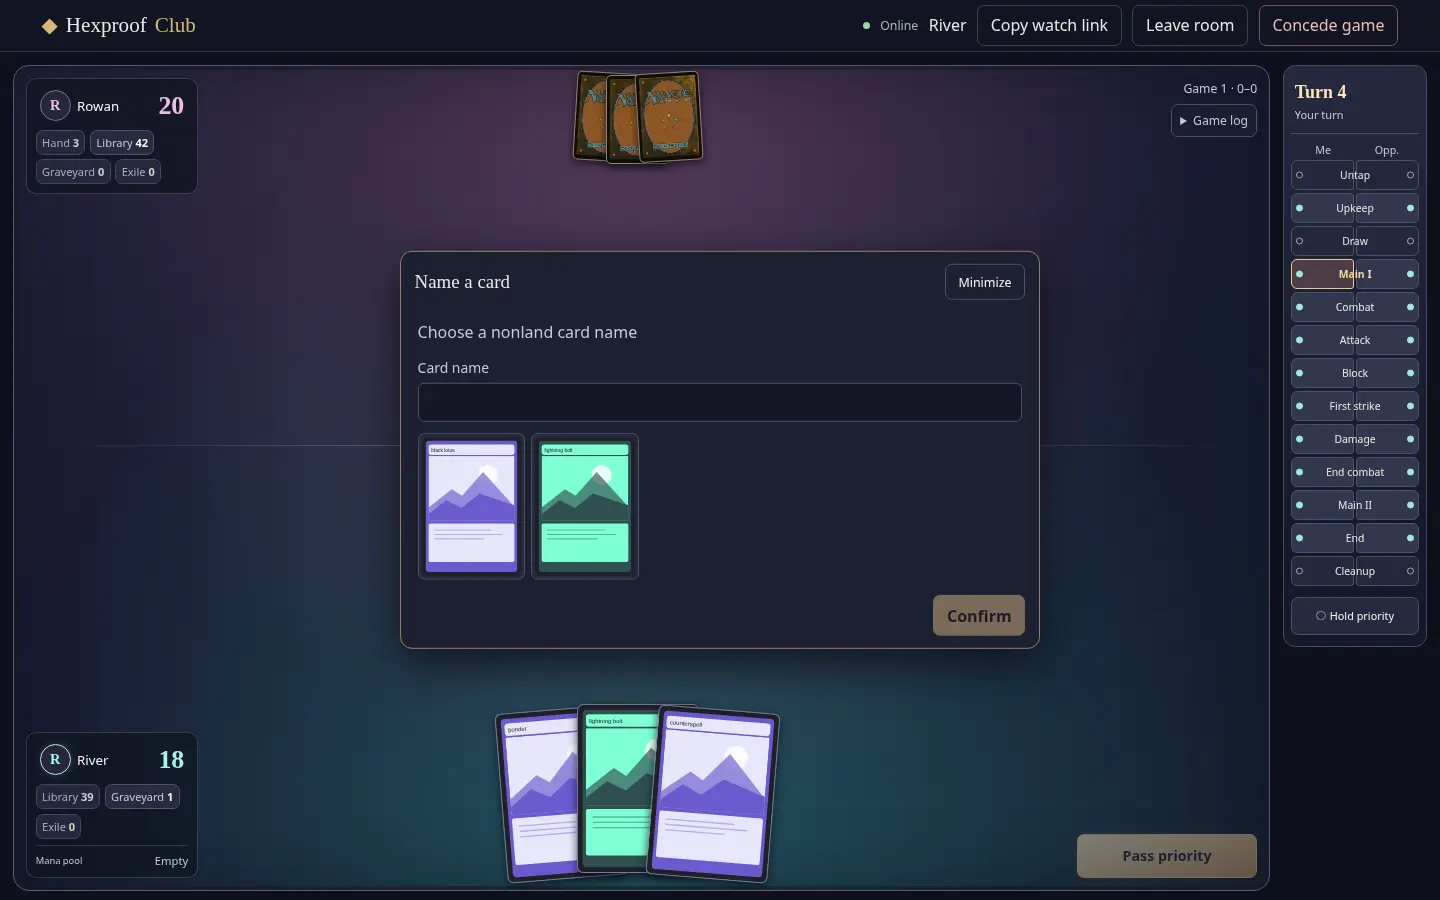 Hexproof Club
Online River Copy watch link Leave room Concede game
R Rowan 20
Hand 3 Library 42
Graveyard 0 Exile 0
Game 1 · 0–0
Game log
Name a card Minimize
Choose a nonland card name
Card name
black lotus
lightning bolt
Confirm
ponder
lightning bolt
counterspell
R River 18
Library 39 Graveyard 1
Exile 0
Mana pool Empty
Pass priority
Turn 4
Your turn
Me Opp.
Untap
Upkeep
Draw
Main I
Combat
Attack
Block
First strike
Damage
End combat
Main II
End
Cleanup
Hold priority